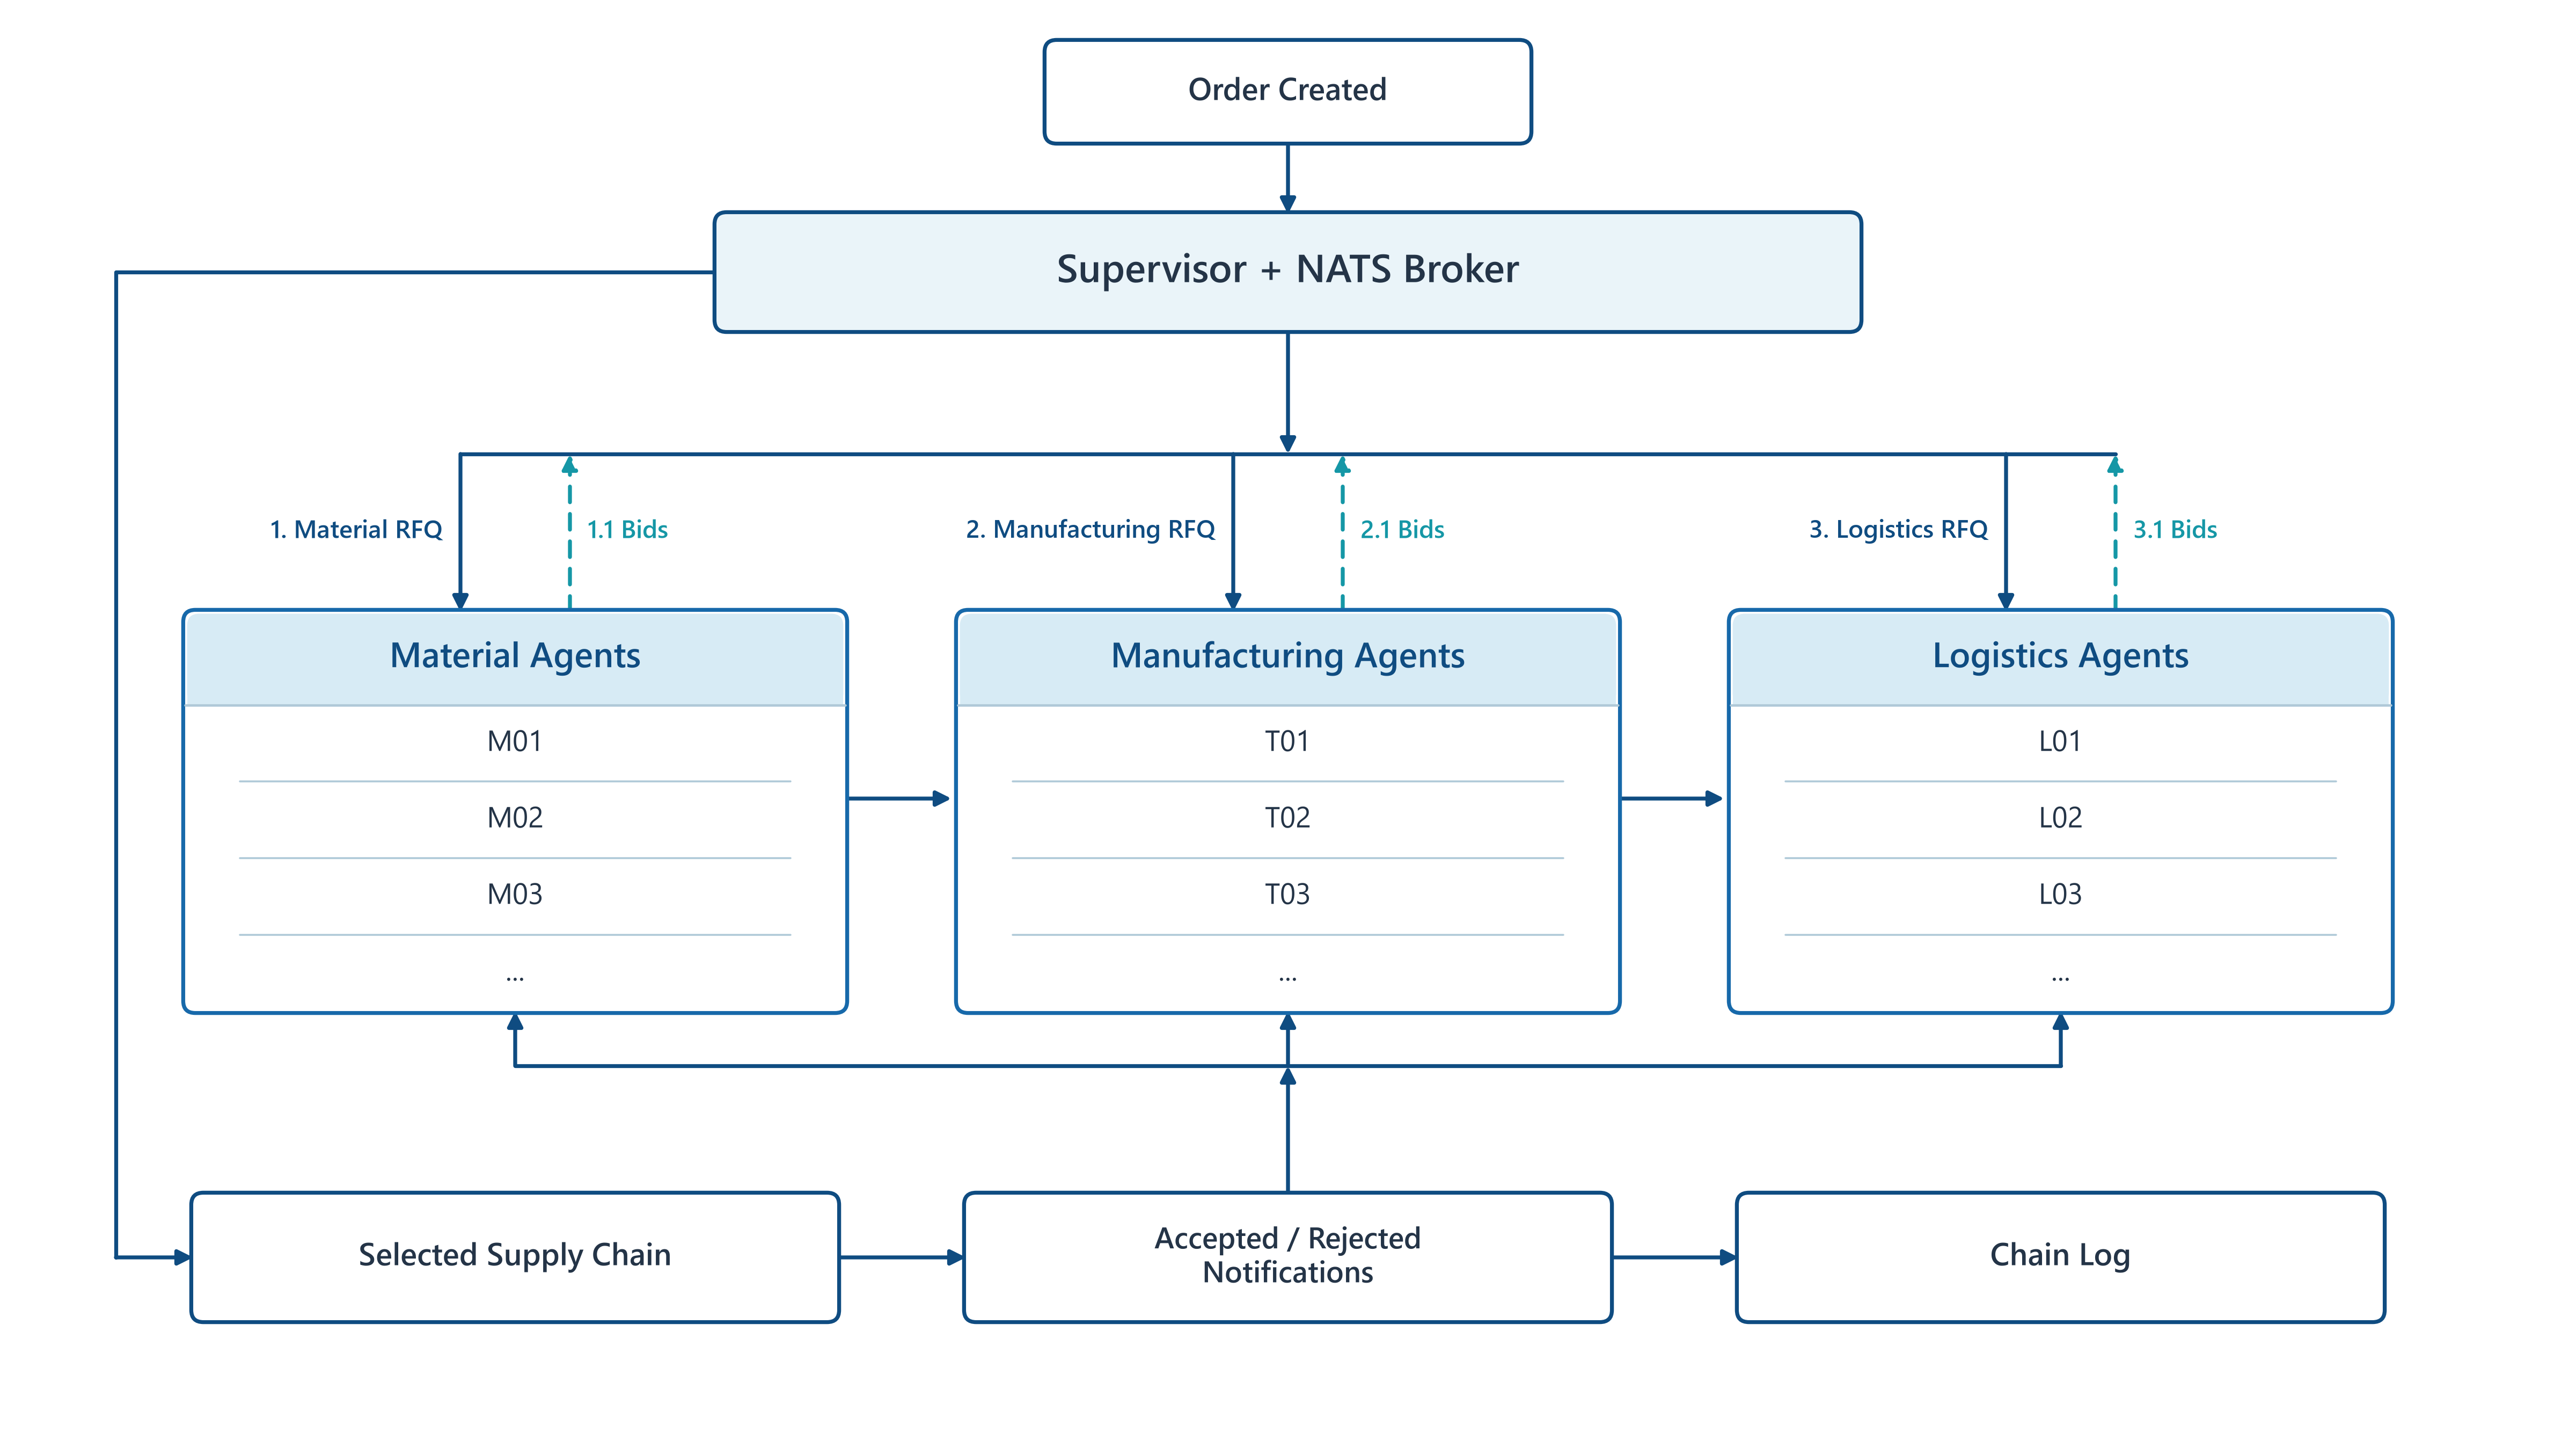 Order Created
Supervisor + NATS Broker
1. Material RFQ
1.1 Bids
2. Manufacturing RFQ
2.1 Bids
3. Logistics RFQ
3.1 Bids
Material Agents
M01
M02
M03
...
Manufacturing Agents
T01
T02
T03
...
Logistics Agents
L01
L02
L03
...
Selected Supply Chain
Accepted / Rejected
Notifications
Chain Log